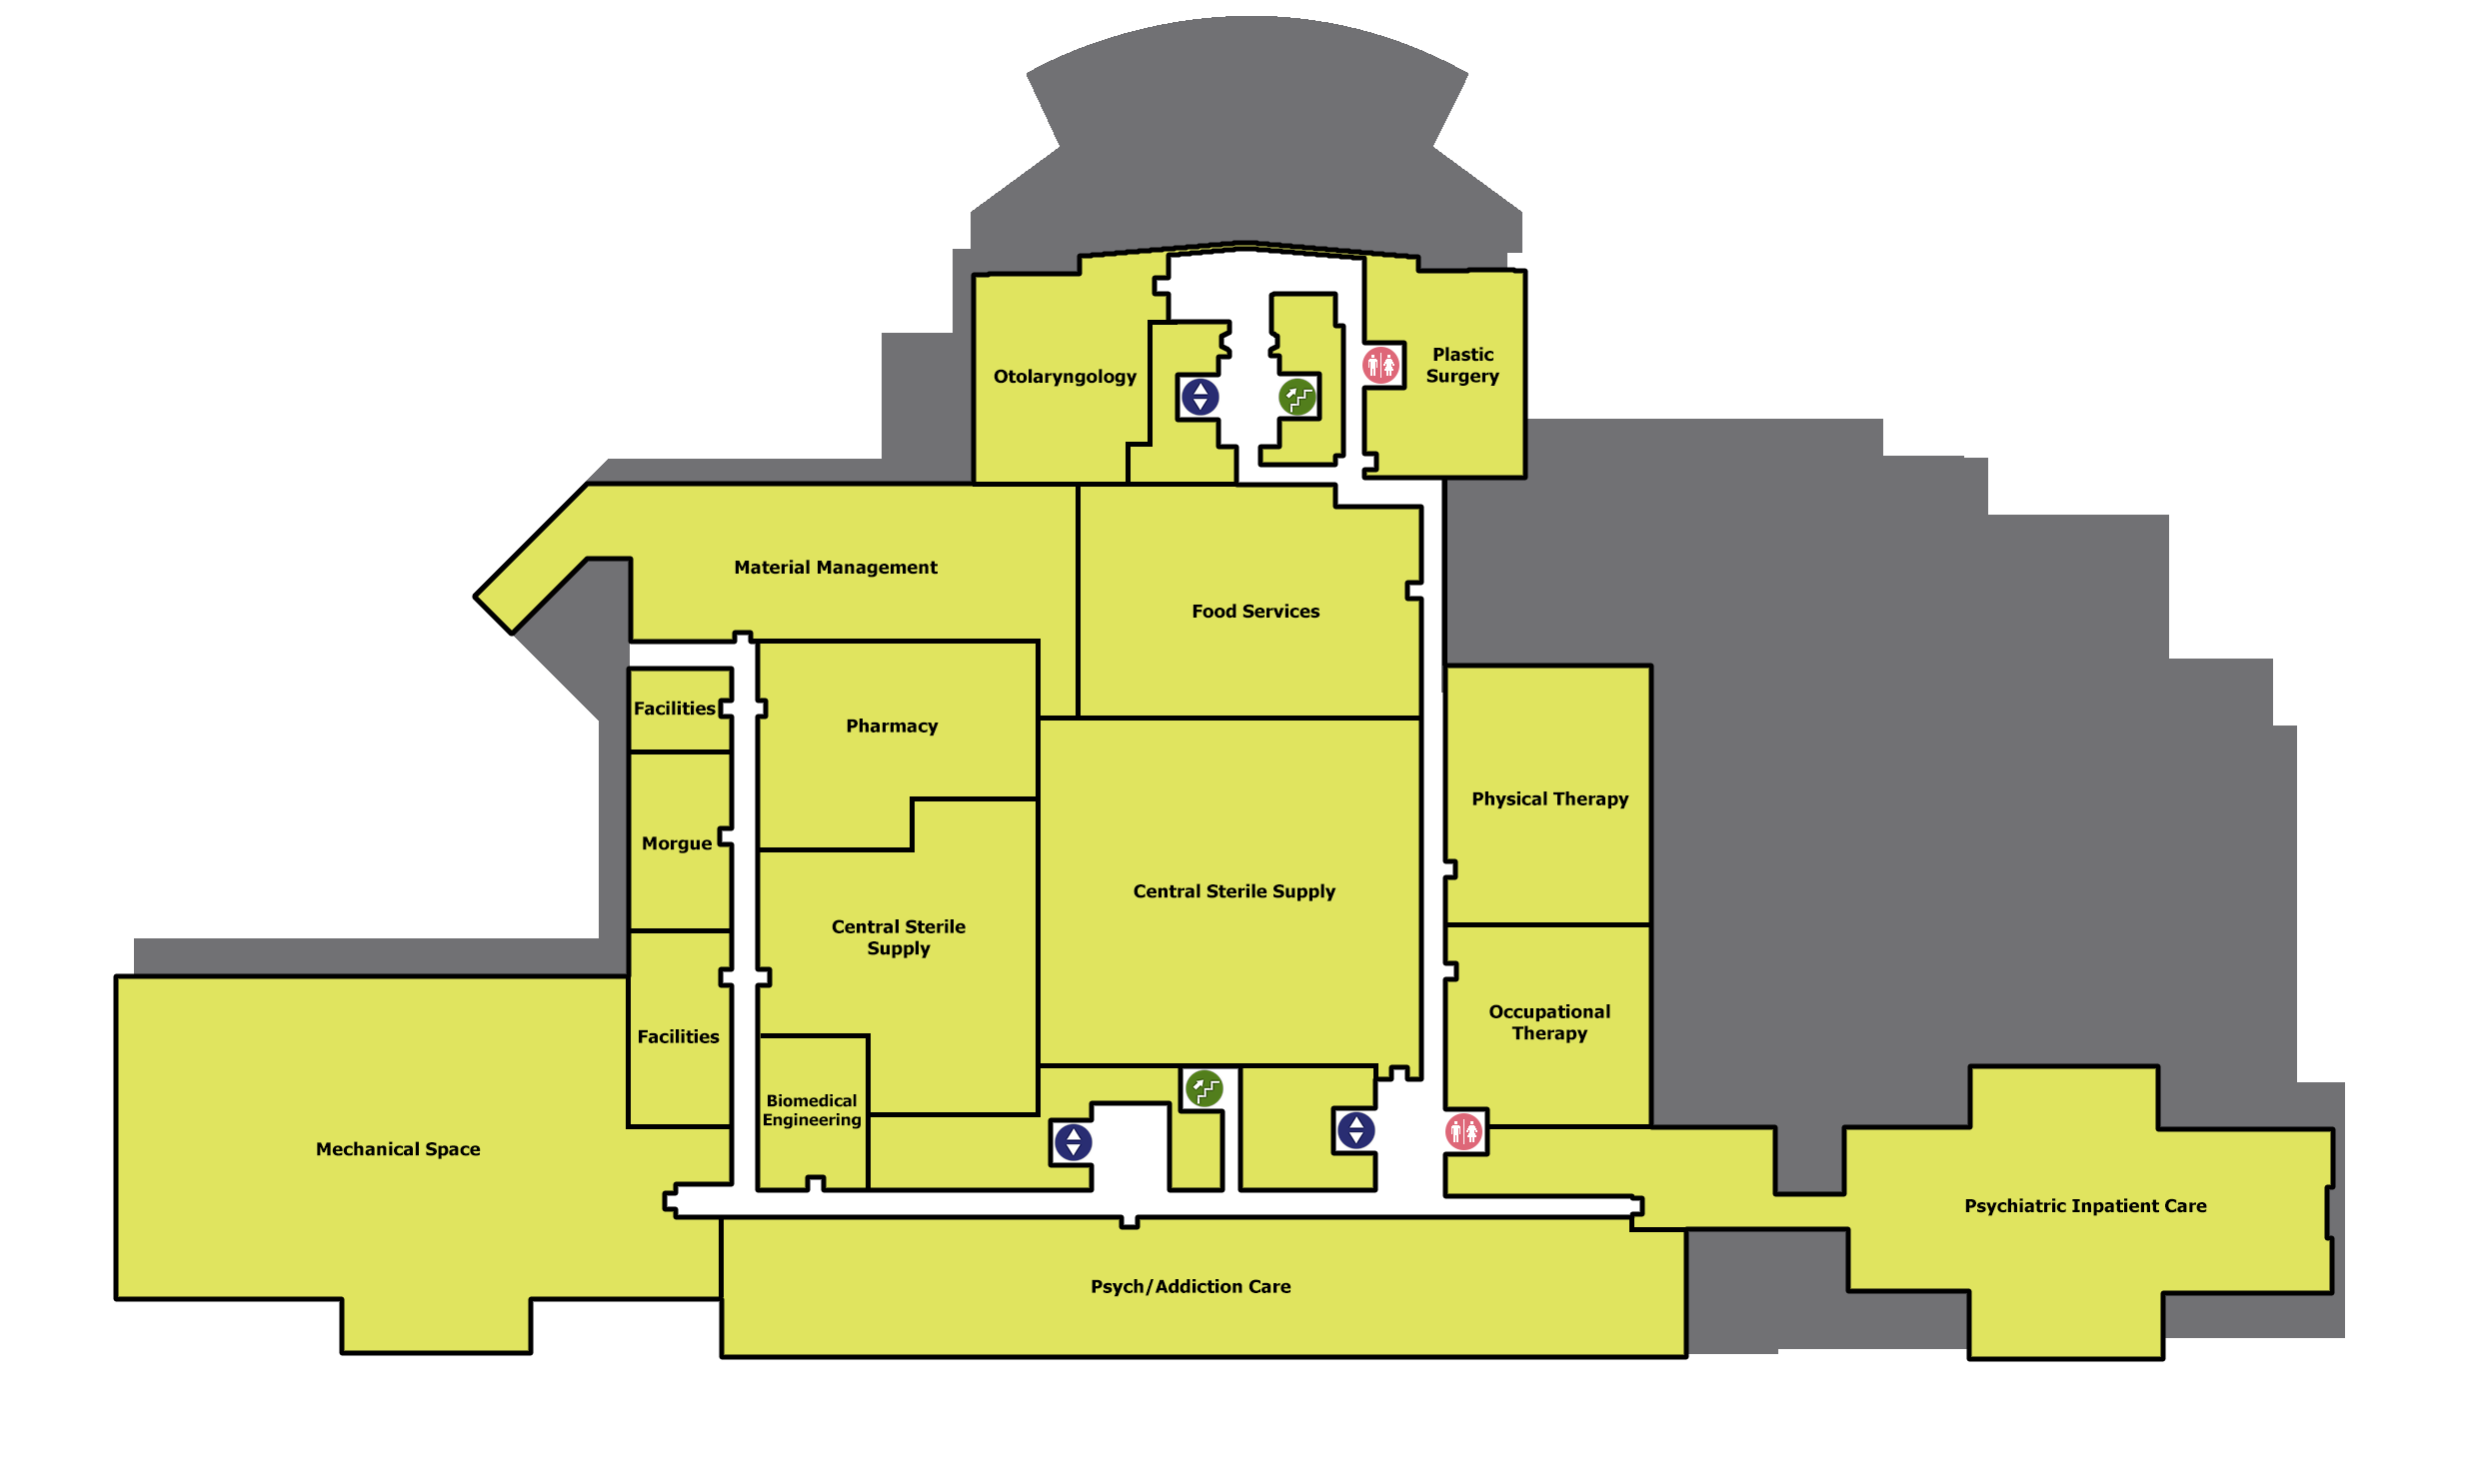 Plastic
Surgery
Otolaryngology
Material Management
Food Services
Facilities
Pharmacy
Physical Therapy
Morgue
Central Sterile Supply
Central Sterile
Supply
Occupational
Therapy
Facilities
Biomedical
Engineering
Mechanical Space
Psychiatric Inpatient Care
Psych/Addiction Care